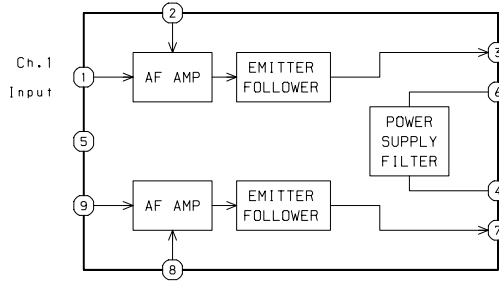 2
Ch.1
Input
1
AF AMP
EMITTER
FOLLOWER
3
6
POWER
SUPPLY
FILTER
5
4
9
AF AMP
EMITTER
FOLLOWER
7
8